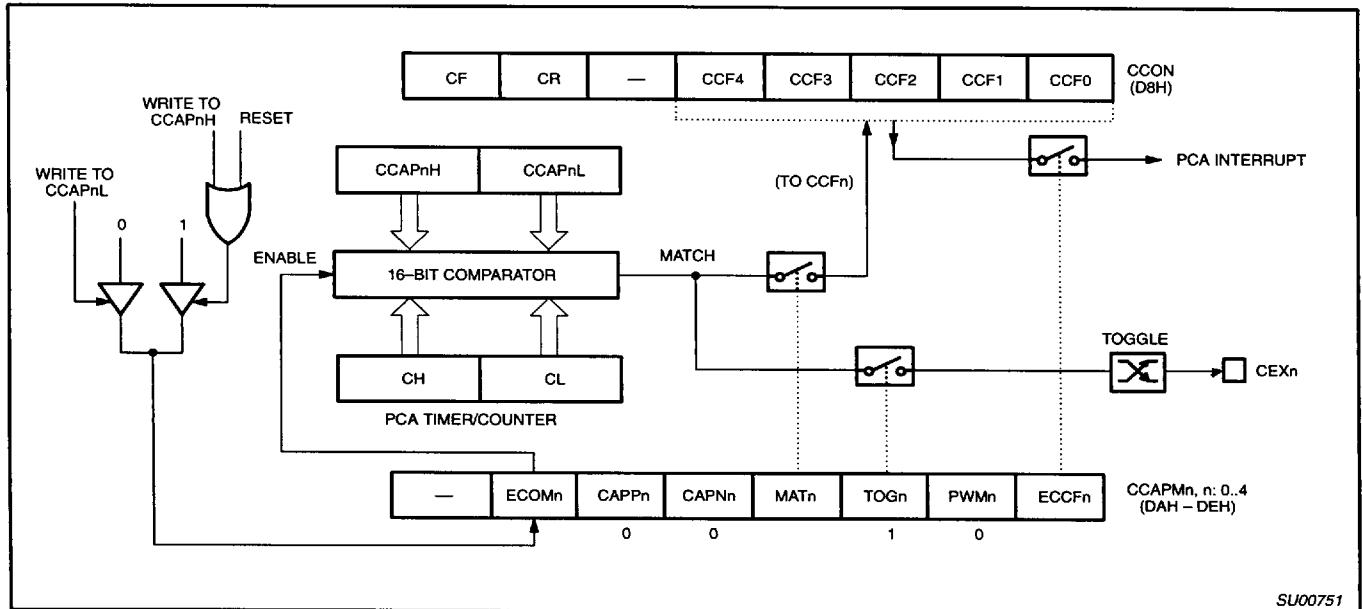 CF CR — CCF4 CCF3 CCF2 CCF1 CCF0
CCON
(D8H)
WRITE TO
CCAPnH
RESET
WRITE TO
CCAPnL
0 1
CCAPnH CCAPnL
(TO CCFn)
PCA INTERRUPT
ENABLE
16–BIT COMPARATOR
MATCH
CH CL
PCA TIMER/COUNTER
TOGGLE
CEXn
— ECOMn CAPPn CAPNn MATn TOGn PWMn ECCFn
CCAPMn, n: 0..4
(DAH – DEH)
0 0 1 0
SU00751